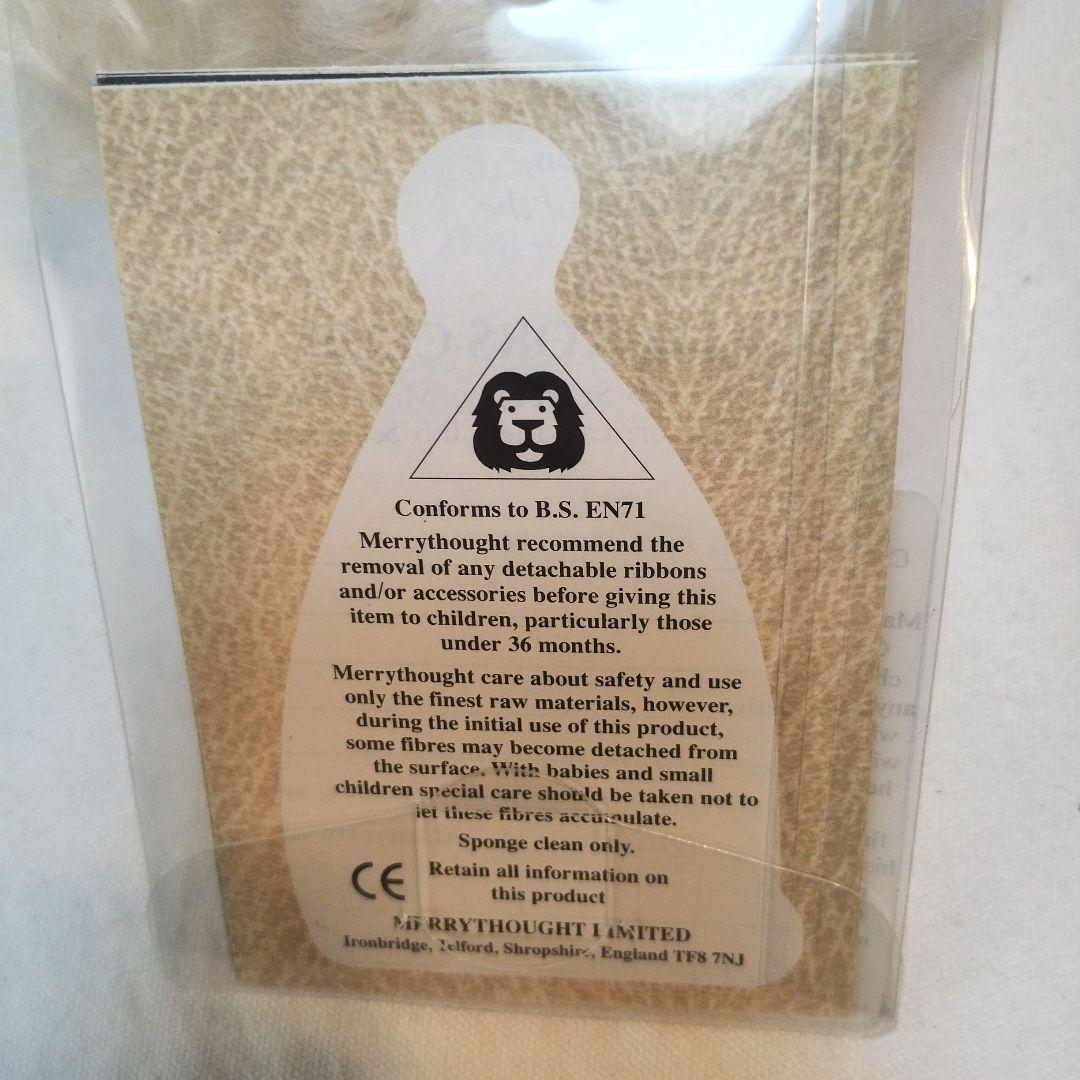 Conforms to B.S. EN71
Merrythought recommend the
removal of any detachable ribbons
and/or accessories before giving this
item to children, particularly those
under 36 months.
Merrythought care about safety and use
only the finest raw materials, however,
during the initial use of this product,
some fibres may become detached from
the surface. With babies and small
children special care should be taken not to
let these fibres accumulate.
Sponge clean only.
CE
Retain all information on
this product
MERRYTHOUGHT LIMITED
Ironbridge, Telford, Shropshire, England TF8 7NJ